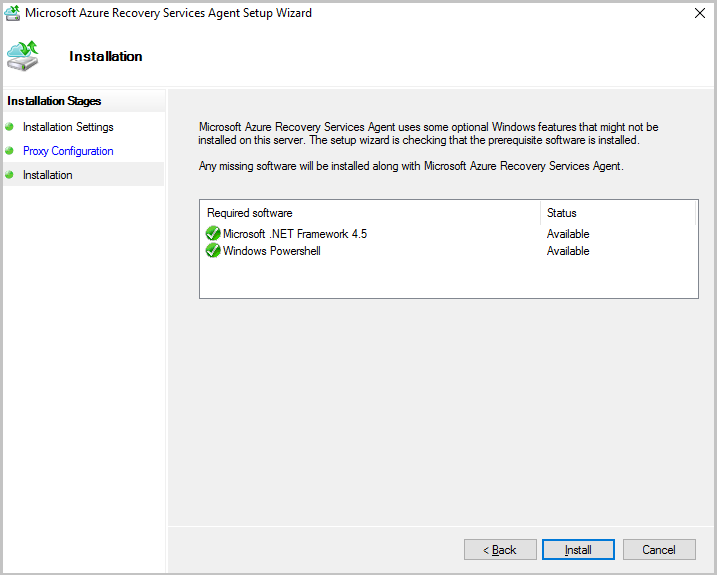 Microsoft Azure Recovery Services Agent Setup Wizard
Installation
Installation Stages
Installation Settings
Proxy Configuration
Installation
Microsoft Azure Recovery Services Agent uses some optional Windows features that might not be
installed on this server. The setup wizard is checking that the prerequisite software is installed.
Any missing software will be installed along with Microsoft Azure Recovery Services Agent.
Required software Status
Microsoft .NET Framework 4.5 Available
Windows Powershell Available
< Back Install Cancel